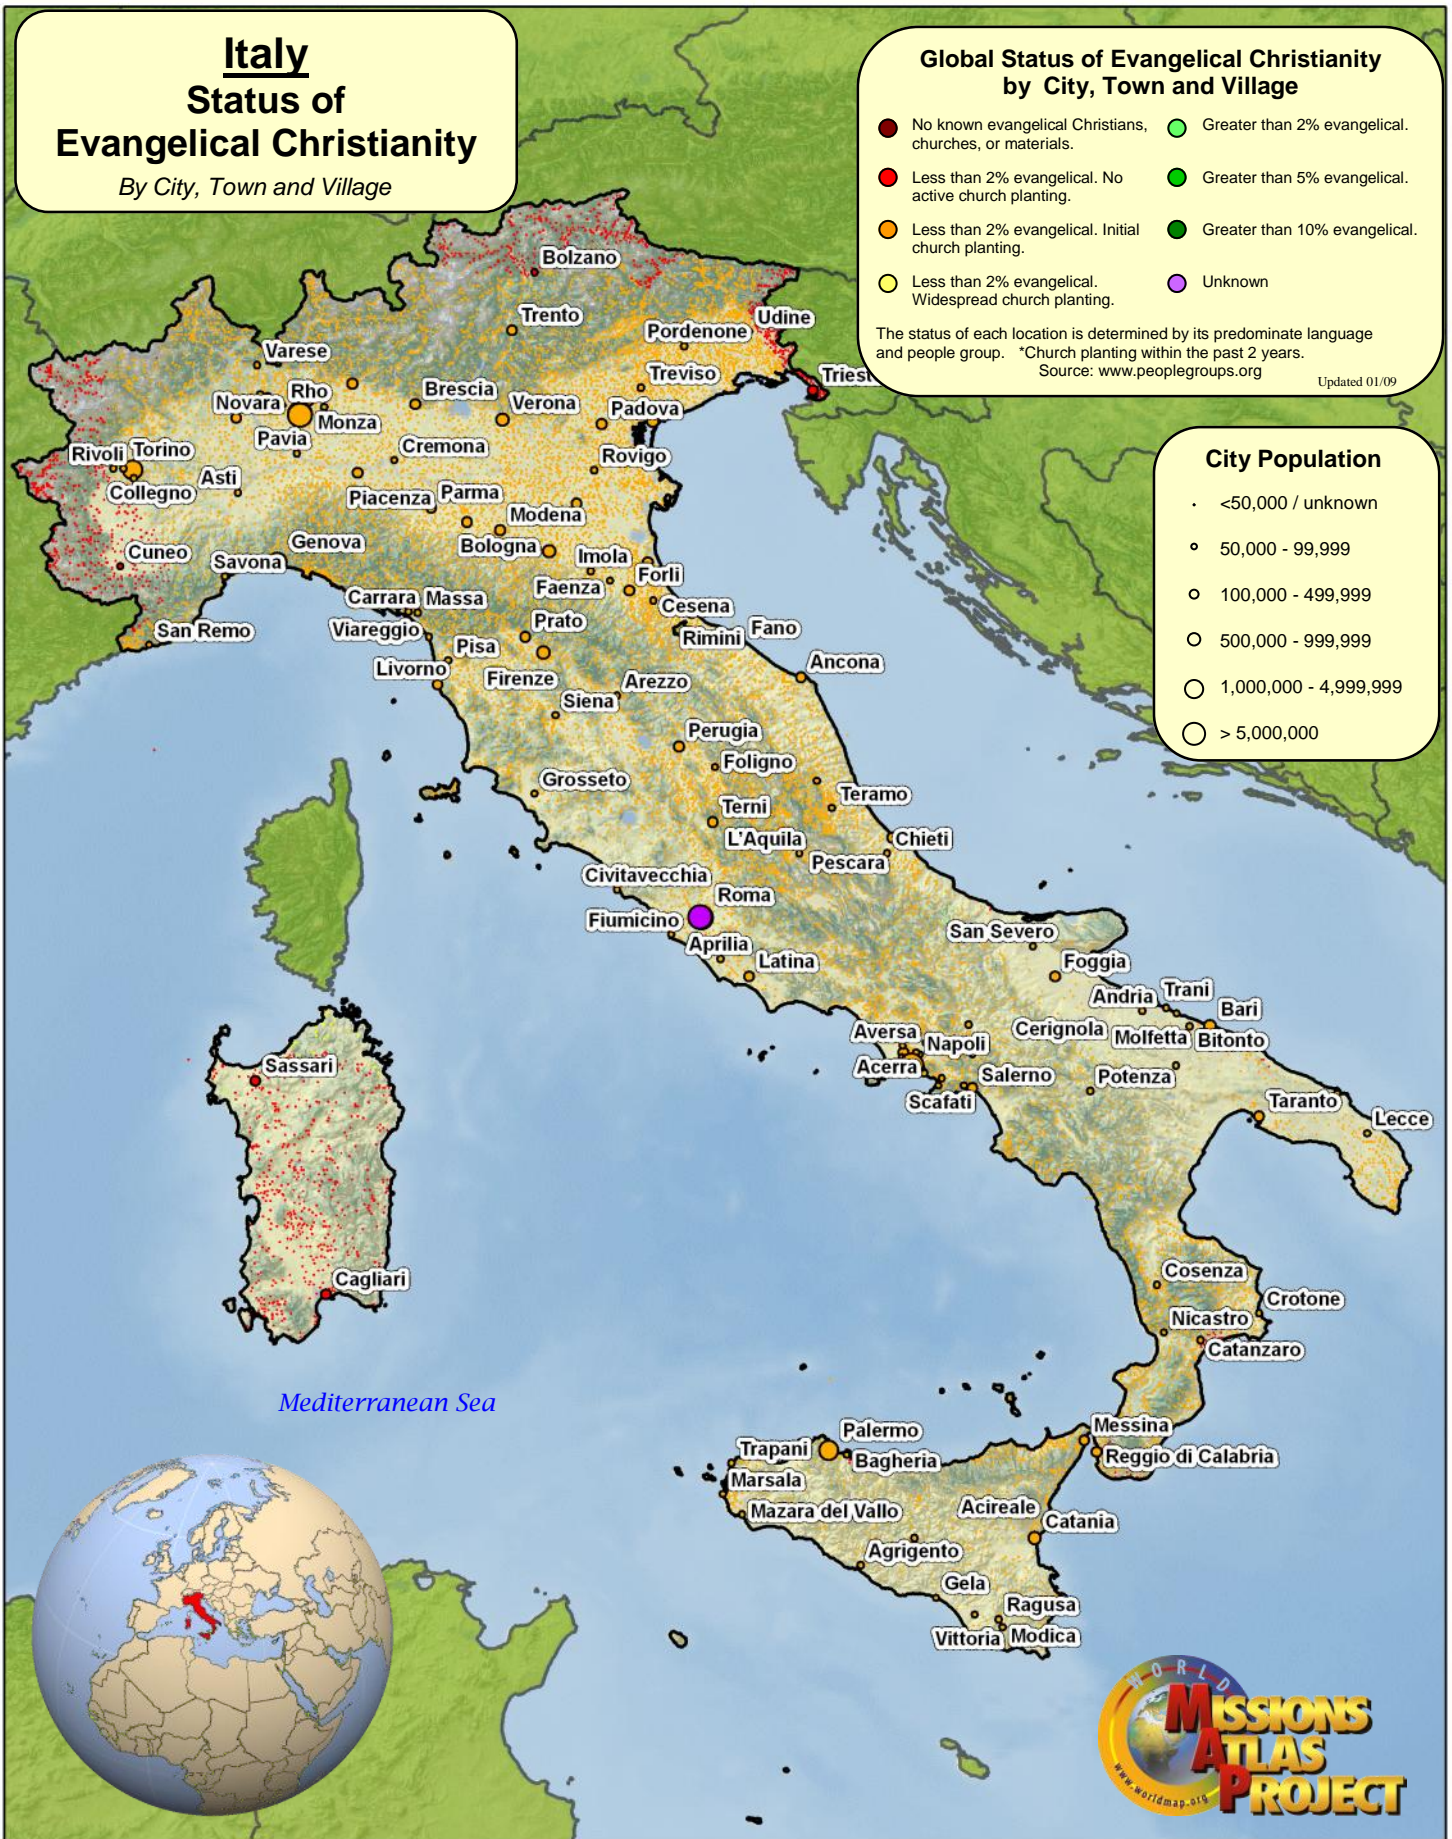 Italy
Status of
Evangelical Christianity
By City, Town and Village
Global Status of Evangelical Christianity
by City, Town and Village
No known evangelical Christians,
churches, or materials.
Less than 2% evangelical. No
active church planting.
Less than 2% evangelical. Initial
church planting.
Less than 2% evangelical.
Widespread church planting.
Greater than 2% evangelical.
Greater than 5% evangelical.
Greater than 10% evangelical.
Unknown
The status of each location is determined by its predominate language
and people group. *Church planting within the past 2 years.
Source: www.peoplegroups.org
Updated 01/09
City Population
<50,000 / unknown
50,000 - 99,999
100,000 - 499,999
500,000 - 999,999
1,000,000 - 4,999,999
> 5,000,000
Bolzano
Trento
Pordenone
Udine
Varese
Treviso
Triest
Rho
Brescia
Novara
Verona
Padova
Monza
Pavia
Cremona
Rivoli
Torino
Rovigo
Asti
Collegno
Piacenza
Parma
Modena
Genova
Bologna
Cuneo
Imola
Savona
Forli
Faenza
Carrara
Massa
Cesena
San Remo
Viareggio
Prato
Rimini
Fano
Pisa
Livorno
Firenze
Arezzo
Ancona
Siena
Perugia
Foligno
Grosseto
Teramo
Terni
L'Aquila
Chieti
Pescara
Civitavecchia
Roma
Fiumicino
San Severo
Aprilia
Latina
Foggia
Andria
Trani
Bari
Aversa
Napoli
Cerignola
Molfetta
Bitonto
Acerra
Salerno
Potenza
Sassari
Scafati
Taranto
Lecce
Cagliari
Cosenza
Crotone
Nicastro
Catanzaro
Mediterranean Sea
Messina
Palermo
Trapani
Bagheria
Reggio di Calabria
Marsala
Mazara del Vallo
Acireale
Catania
Agrigento
Gela
Ragusa
Vittoria
Modica
WORLD
MISSIONS
ATLAS
PROJECT
www.worldmap.org